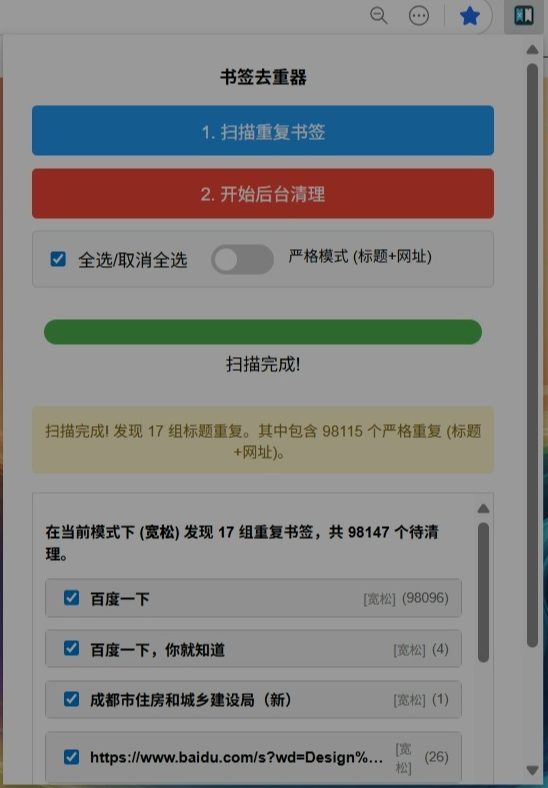 书签去重器
1. 扫描重复书签
2. 开始后台清理
全选/取消全选 严格模式 (标题+网址)
扫描完成!
扫描完成! 发现 17 组标题重复。其中包含 98115 个严格重复 (标题
+网址)。
在当前模式下 (宽松) 发现 17 组重复书签，共 98147 个待清
理。
百度一下 [宽松] (98096)
百度一下，你就知道 [宽松] (4)
成都市住房和城乡建设局（新） [宽松] (1)
https://www.baidu.com/s?wd=Design%... [宽
松] (26)